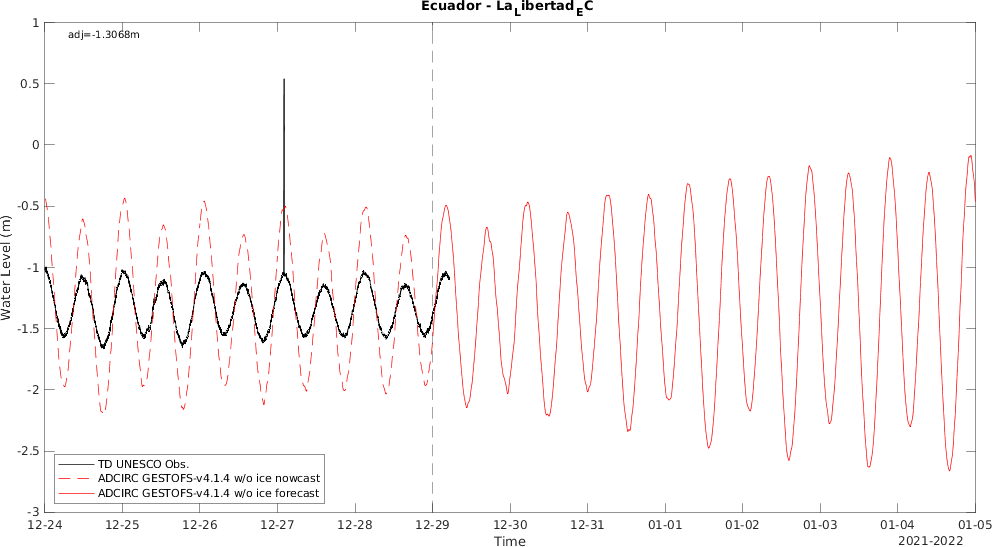 Ecuador - LaLibertadEC
adj=-1.3068m
1
0.5
0
-0.5
-1
-1.5
-2
-2.5
-3
Water Level (m)
TD UNESCO Obs.
ADCIRC GESTOFS-v4.1.4 w/o ice nowcast
ADCIRC GESTOFS-v4.1.4 w/o ice forecast
12-24 12-25 12-26 12-27 12-28 12-29 12-30 12-31 01-01 01-02 01-03 01-04 01-05
Time
2021-2022